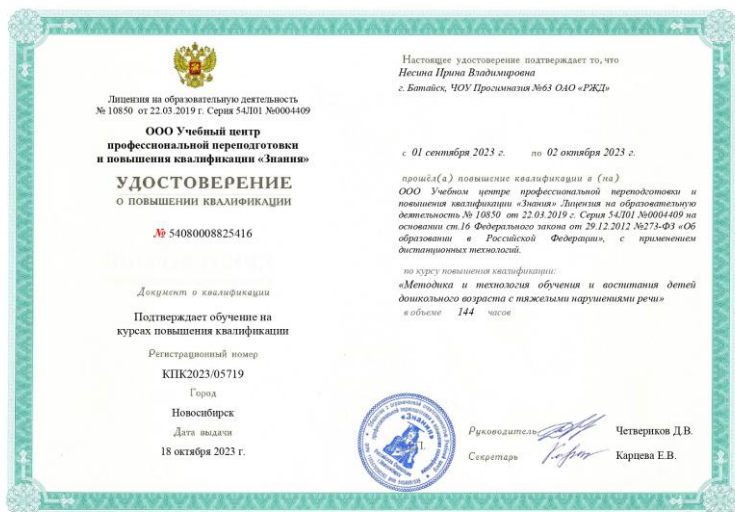 Лицензия на образовательную деятельность
№ 10850 от 22.03.2019 г. Серия 54Л01 №0004409
ООО Учебный центр
профессиональной переподготовки
и повышения квалификации «Знания»
УДОСТОВЕРЕНИЕ
О ПОВЫШЕНИИ КВАЛИФИКАЦИИ
№ 54080008825416
Документ о квалификации
Подтверждает обучение на
курсах повышения квалификации
Регистрационный номер
КПК2023/05719
Город
Новосибирск
Дата выдачи
18 октября 2023 г.
Настоящее удостоверение подтверждает то, что
Несина Ирина Владимировна
г. Батайск, ЧОУ Прогимназия №63 ОАО «РЖД»
с 01 сентября 2023 г. по 02 октября 2023 г.
прошёл(а) повышение квалификации в (на)
ООО Учебном центре профессиональной переподготовки и
повышения квалификации «Знания» Лицензия на образовательную
деятельность № 10850 от 22.03.2019 г. Серия 54Л01 №0004409 на
основании ст.16 Федерального закона от 29.12.2012 №273-ФЗ «Об
образовании в Российской Федерации», с применением
дистанционных технологий.
по курсу повышения квалификации:
«Методика и технология обучения и воспитания детей
дошкольного возраста с тяжелыми нарушениями речи»
в объеме 144 часов
«Знания»
Руководитель Четвериков Д.В.
Секретарь Карцева Е.В.